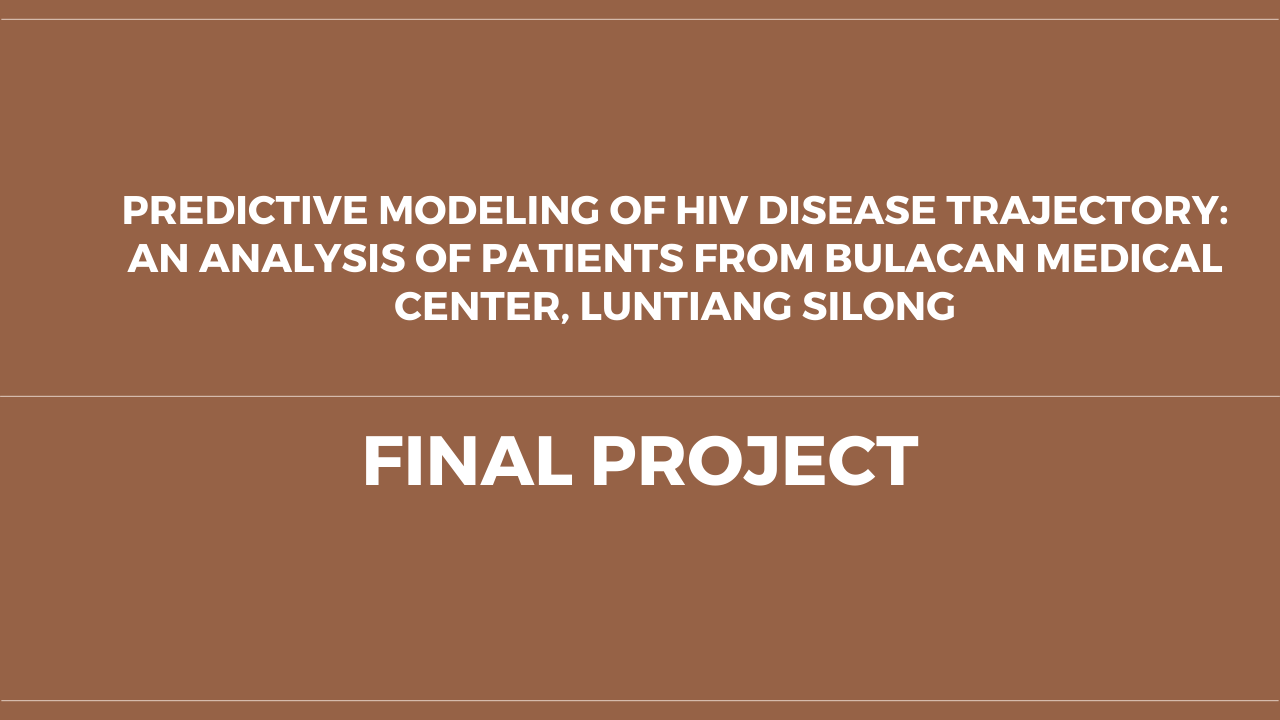 PREDICTIVE MODELING OF HIV DISEASE TRAJECTORY:
AN ANALYSIS OF PATIENTS FROM BULACAN MEDICAL
CENTER, LUNTIANG SILONG
FINAL PROJECT